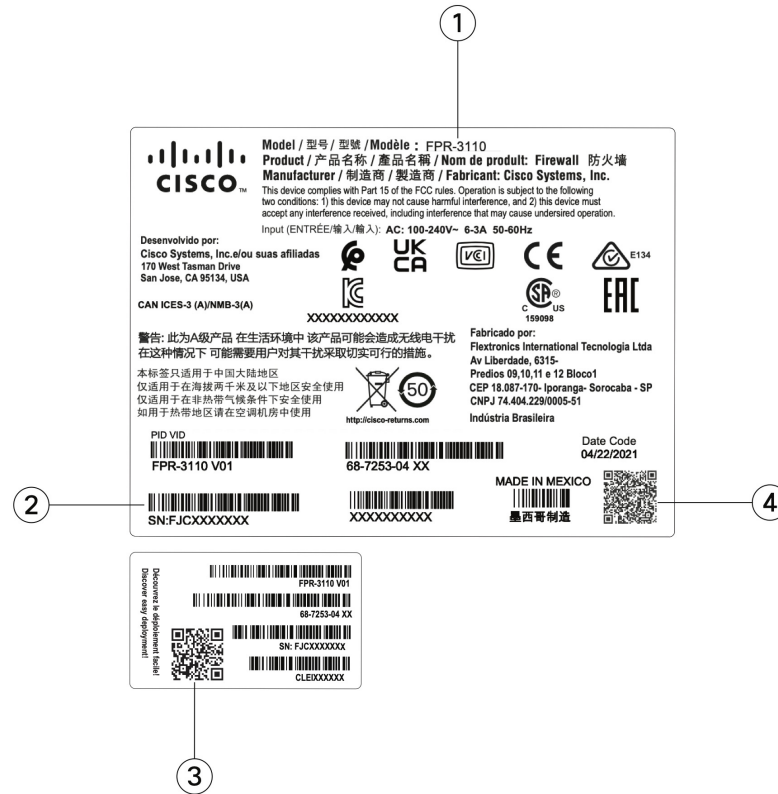 1
CISCO™
Model / 型号 / 型號 /Modèle : FPR-3110
Product / 产品名称 / 產品名稱 / Nom de prodult: Firewall 防火墙
Manufacturer / 制造商 / 製造商 / Fabricant: Cisco Systems, Inc.
This device complies with Part 15 of the FCC rules. Operation is subject to the following
two conditions: 1) this device may not cause harmful interference, and 2) this device must
accept any interference received, including interference that may cause undersired operation.
Input (ENTRÉE/输入/輸入): AC: 100-240V~ 6-3A 50-60Hz
Desenvolvido por:
Cisco Systems, Inc.e/ou suas afiliadas
170 West Tasman Drive
San Jose, CA 95134, USA
CAN ICES-3 (A)/NMB-3(A)
UK
CA
VCI
CE
E134
KC
XXXXXXXXXXXX
C SA ® US
159098
EAC
警告: 此为A级产品 在生活环境中 该产品可能会造成无线电干扰
在这种情况下 可能需要用户对其干扰采取切实可行的措施。
本标签只适用于中国大陆地区
仅适用于在海拔两千米及以下地区安全使用
仅适用于在非热带气候条件下安全使用
如用于热带地区请在空调机房中使用
50
http://cisco-returns.com
Fabricado por:
Flextronics International Tecnologia Ltda
Av Liberdade, 6315-
Predios 09,10,11 e 12 Bloco1
CEP 18.087-170- Iporanga- Sorocaba - SP
CNPJ 74.404.229/0005-51
Indústria Brasileira
PID VID
FPR-3110 V01
68-7253-04 XX
Date Code
04/22/2021
2
SN:FJCXXXXXXX
XXXXXXXXXX
MADE IN MEXICO
墨西哥制造
4
Découvrez le déploiement facile!
Discover easy deployment!
FPR-3110 V01
68-7253-04 XX
SN: FJCXXXXXXX
CLEIXXXXXX
3